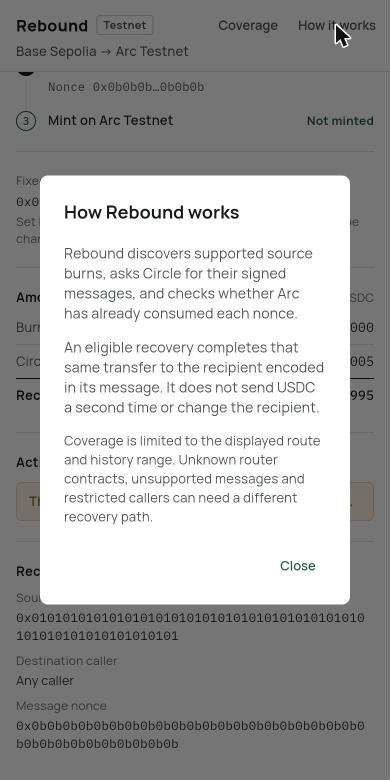 Rebound Testnet Coverage How it works
Base Sepolia → Arc Testnet
Nonce 0x0b0b0b…0b0b0b
3 Mint on Arc Testnet Not minted
How Rebound works
Rebound discovers supported source
burns, asks Circle for their signed
messages, and checks whether Arc
has already consumed each nonce.
An eligible recovery completes that
same transfer to the recipient encoded
in its message. It does not send USDC
a second time or change the recipient.
Coverage is limited to the displayed route
and history range. Unknown router
contracts, unsupported messages and
restricted callers can need a different
recovery path.
Close
0x01010101010101010101010101010101010101010101
10101010101010101010101
Destination caller
Any caller
Message nonce
0x0b0b0b0b0b0b0b0b0b0b0b0b0b0b0b0b0b0b0b0b0b0b
b0b0b0b0b0b0b0b0b0b0b0b